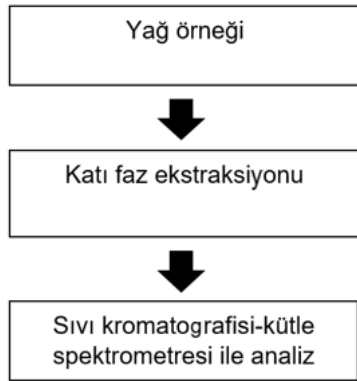 Yağ örneği
Katı faz ekstraksiyonu
Sıvı kromatografisi-kütle
spektrometresi ile analiz